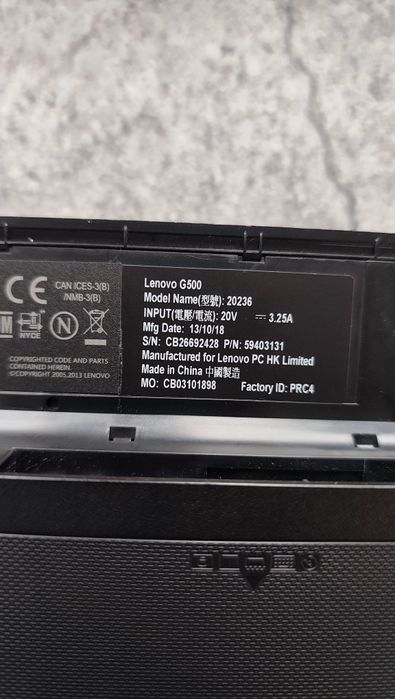 CE
CAN ICES-3(B)
/NMB-3(B)
NYCE
N
COPYRIGHTED CODE AND PARTS
CONTAINED HEREIN.
©COPYRIGHT 2005,2013 LENOVO
Lenovo G500
Model Name(型號): 20236
INPUT(電壓/電流): 20V ⎓ 3.25A
Mfg Date: 13/10/18
S/N: CB26692428 P/N: 59403131
Manufactured for Lenovo PC HK Limited
Made in China 中國製造
MO: CB03101898 Factory ID: PRC4